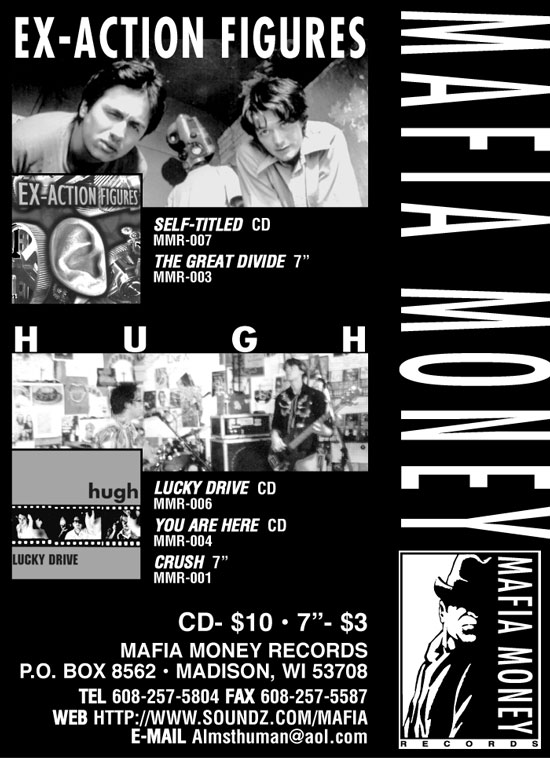 EX-ACTION FIGURES
EX-ACTION FIGURES
SELF-TITLED CD
MMR-007
THE GREAT DIVIDE 7”
MMR-003
HUGH
hugh
LUCKY DRIVE
LUCKY DRIVE CD
MMR-006
YOU ARE HERE CD
MMR-004
CRUSH 7”
MMR-001
CD- $10 · 7”- $3
MAFIA MONEY RECORDS
P.O. BOX 8562 · MADISON, WI 53708
TEL 608-257-5804 FAX 608-257-5587
WEB HTTP://WWW.SOUNDZ.COM/MAFIA
E-MAIL Almsthuman@aol.com
MAFIA MONEY
MAFIA MONEY
RECORDS